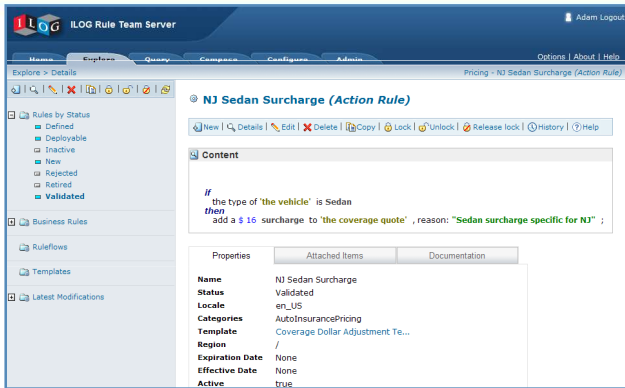 ILOG ILOG Rule Team Server
Adam Logout
Home Explore Query Compose Configure Admin
Options | About | Help
Explore > Details
Pricing - NJ Sedan Surcharge (Action Rule)
NJ Sedan Surcharge (Action Rule)
New | Details | Edit | Delete | Copy | Lock | Unlock | Release lock | History | Help
Rules by Status
Defined
Deployable
Inactive
New
Rejected
Retired
Validated
Business Rules
Ruleflows
Templates
Latest Modifications
Content
if
the type of 'the vehicle' is Sedan
then
add a $ 16 surcharge to 'the coverage quote' , reason: "Sedan surcharge specific for NJ" ;
Properties Attached Items Documentation
Name NJ Sedan Surcharge
Status Validated
Locale en_US
Categories AutoInsurancePricing
Template Coverage Dollar Adjustment Te...
Region /
Expiration Date None
Effective Date None
Active true